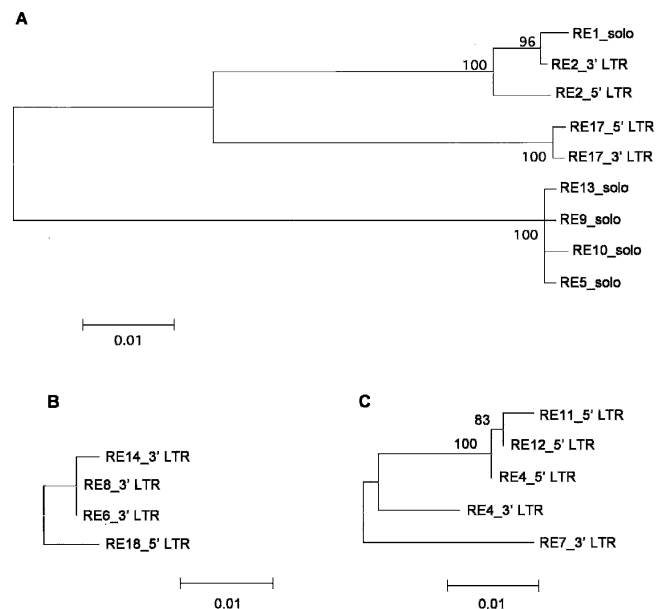 A
RE1_solo
96
100
RE2_3' LTR
RE2_5' LTR
RE17_5' LTR
100
RE17_3' LTR
RE13_solo
RE9_solo
100
RE10_solo
RE5_solo
0.01
B
RE14_3' LTR
RE8_3' LTR
RE6_3' LTR
RE18_5' LTR
0.01
C
83
RE11_5' LTR
100
RE12_5' LTR
RE4_5' LTR
RE4_3' LTR
RE7_3' LTR
0.01